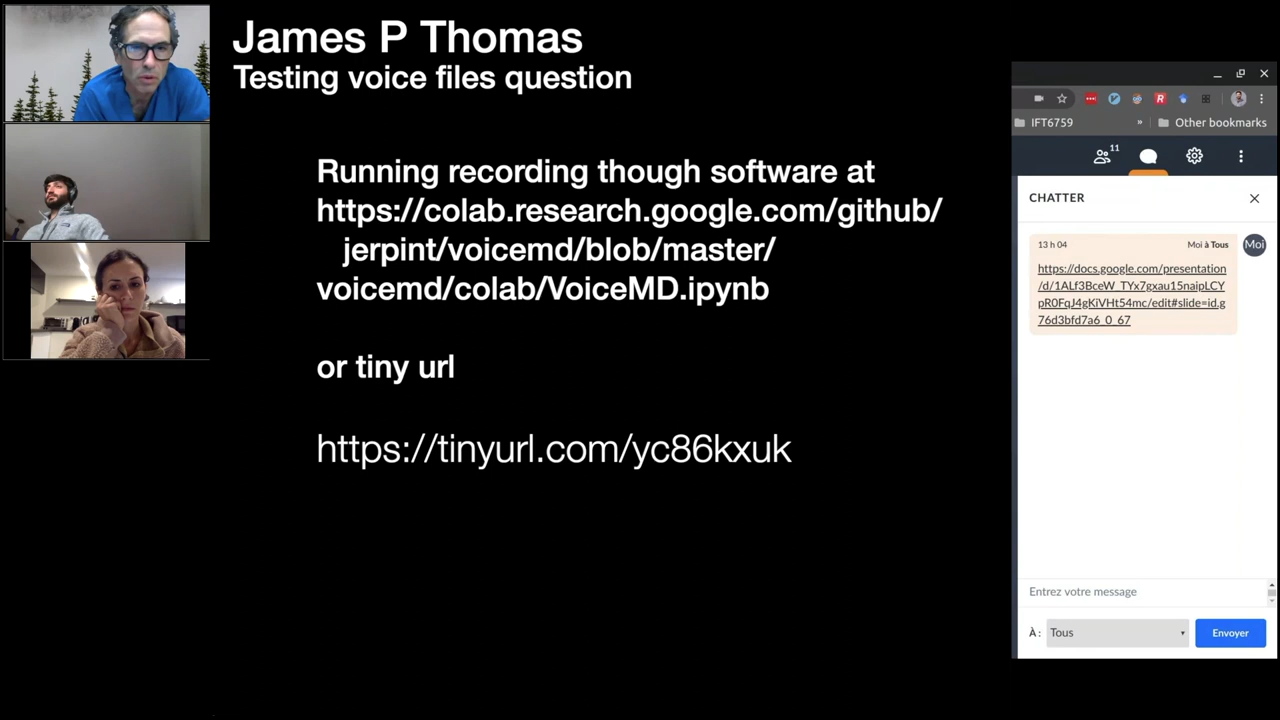 James P Thomas
Testing voice files question
Running recording though software at
https://colab.research.google.com/github/
jerpint/voicemd/blob/master/
voicemd/colab/VoiceMD.ipynb
or tiny url
https://tinyurl.com/yc86kxuk
IFT6759
» Other bookmarks
11
CHATTER
13 h 04 Moi à Tous
Moi
https://docs.google.com/presentation
/d/1ALf3BceW_TYx7gxau15naipLCY
pR0FqJ4gKiVHt54mc/edit#slide=id.g
76d3bfd7a6_0_67
Entrez votre message
À : Tous Envoyer